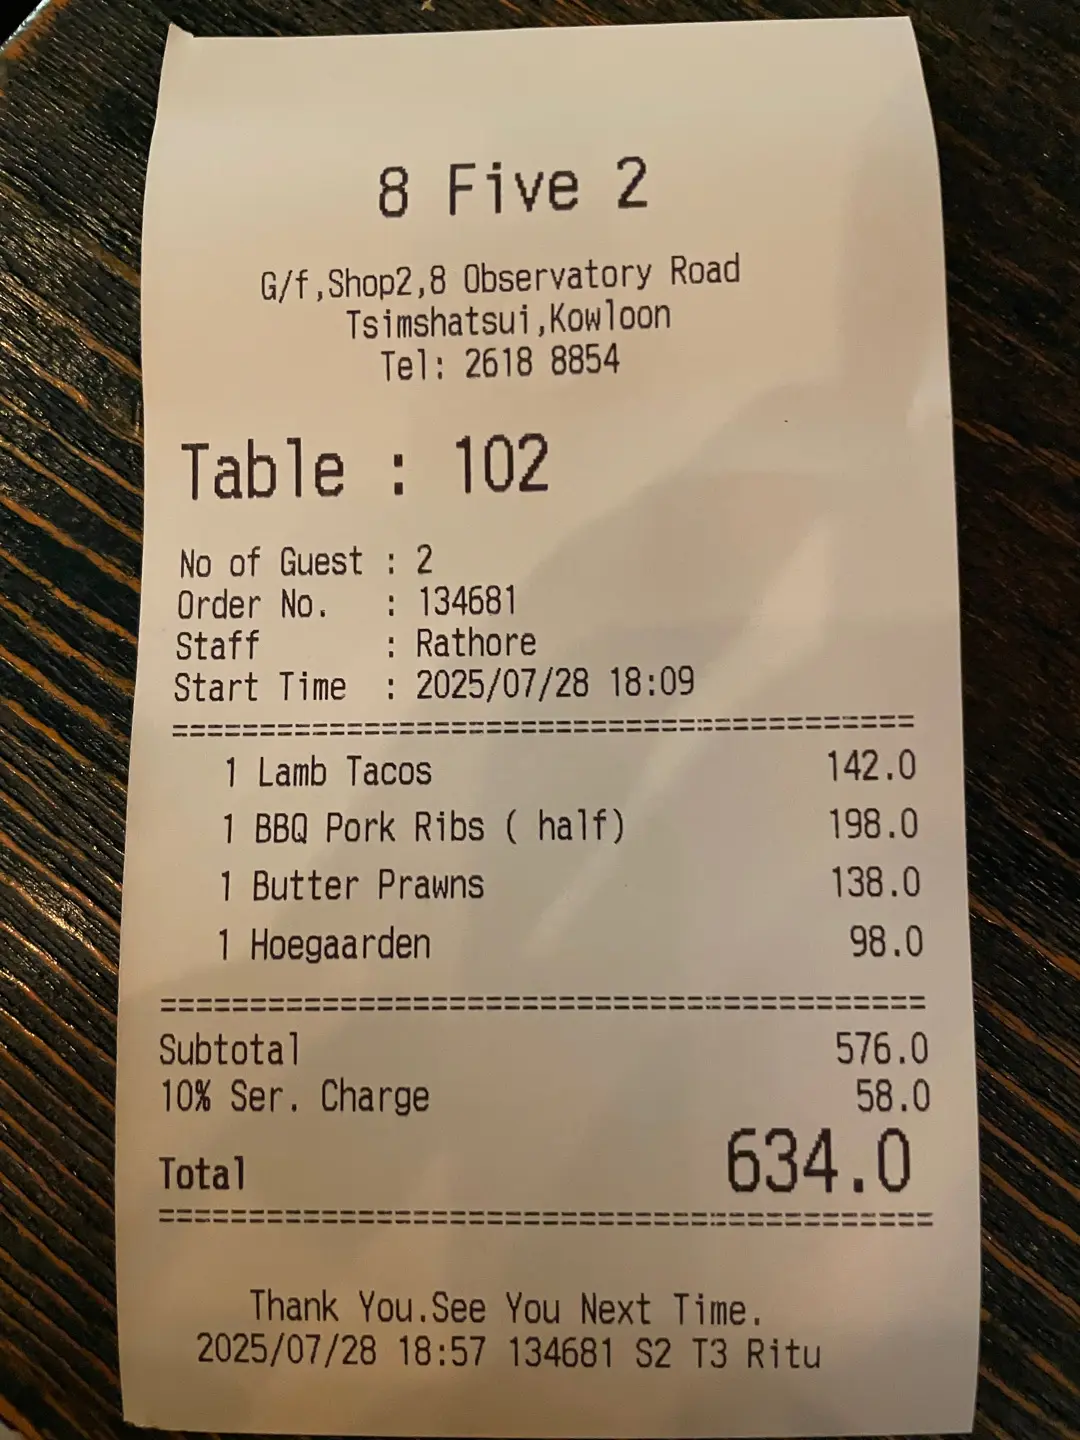 8 Five 2
G/f,Shop2,8 Observatory Road
Tsimshatsui,Kowloon
Tel: 2618 8854
Table : 102
No of Guest : 2
Order No. : 134681
Staff : Rathore
Start Time : 2025/07/28 18:09
==========================================
1 Lamb Tacos 142.0
1 BBQ Pork Ribs ( half) 198.0
1 Butter Prawns 138.0
1 Hoegaarden 98.0
==========================================
Subtotal 576.0
10% Ser. Charge 58.0
Total 634.0
==========================================
Thank You.See You Next Time.
2025/07/28 18:57 134681 S2 T3 Ritu